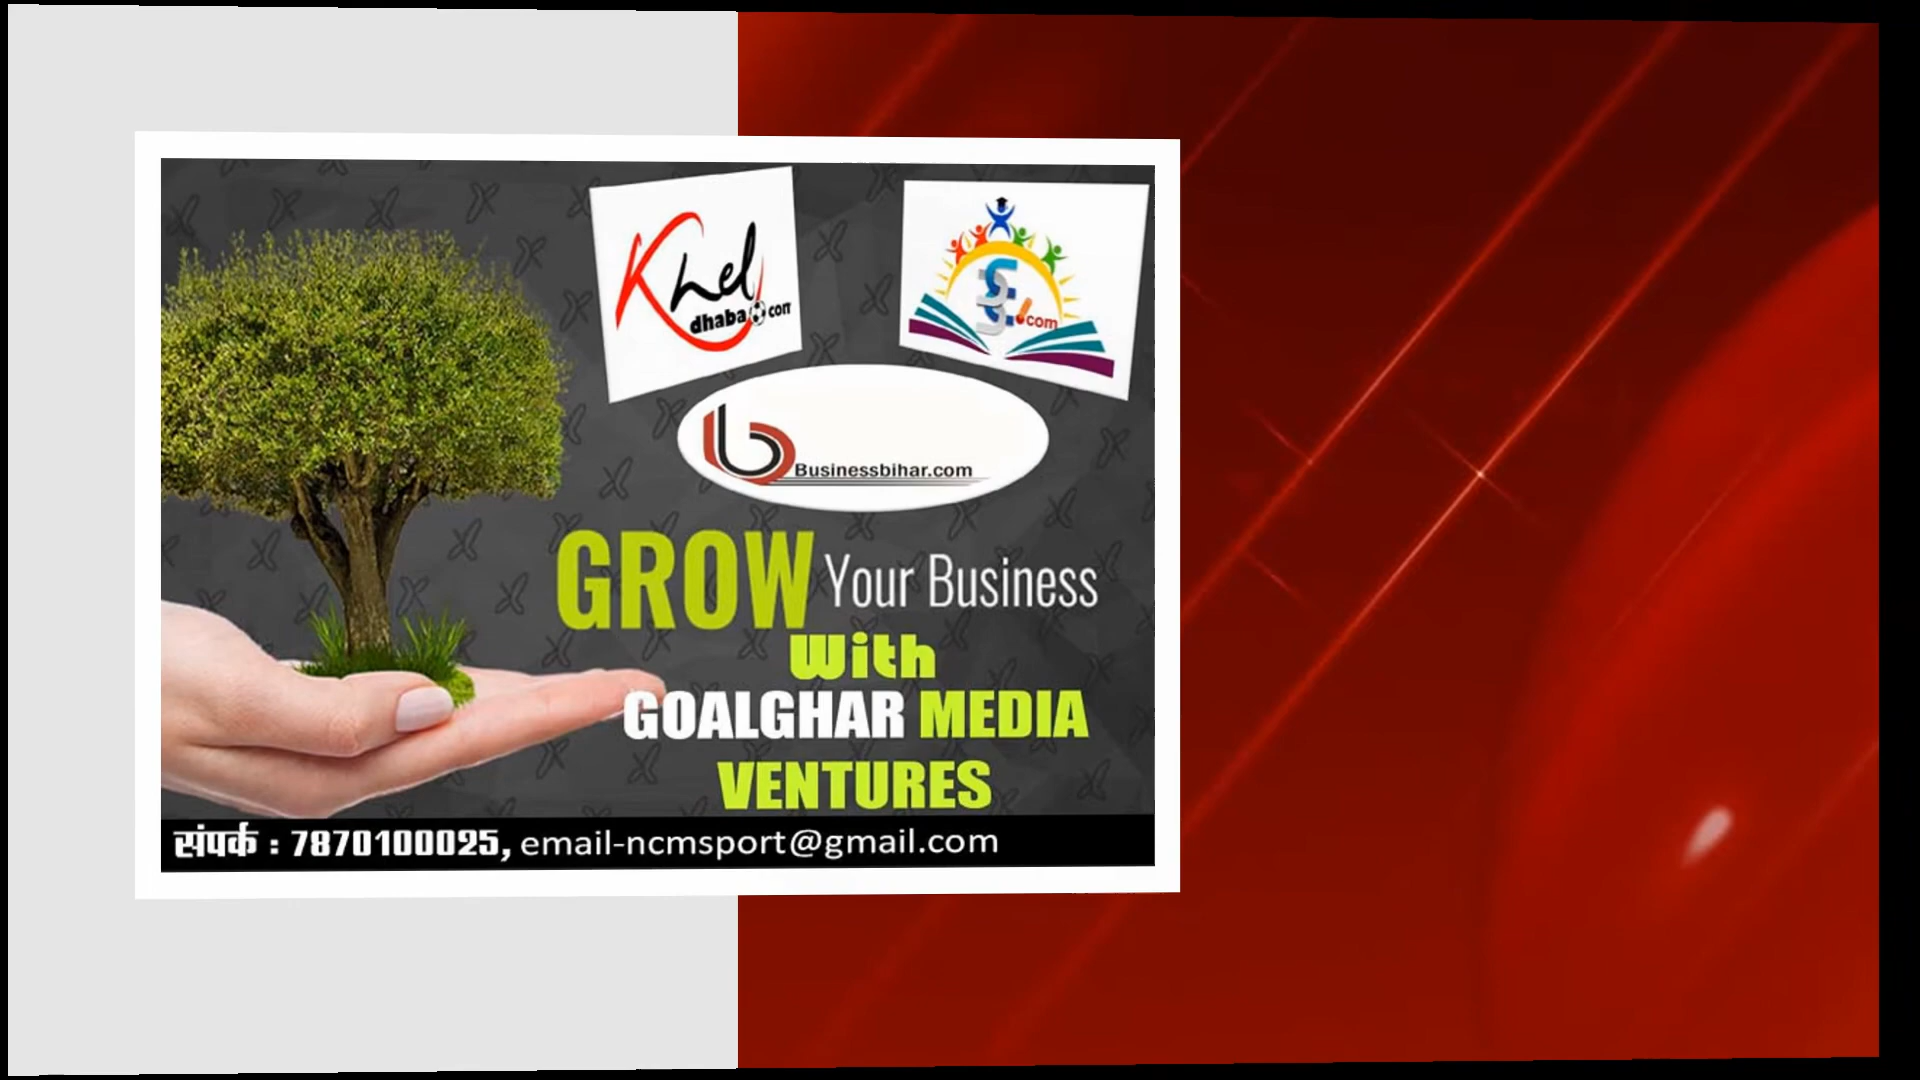 Khel
dhaba.com
.com
Businessbihar.com
GROW Your Business
With
GOALGHAR MEDIA
VENTURES
संपर्क : 7870100025, email-ncmsport@gmail.com